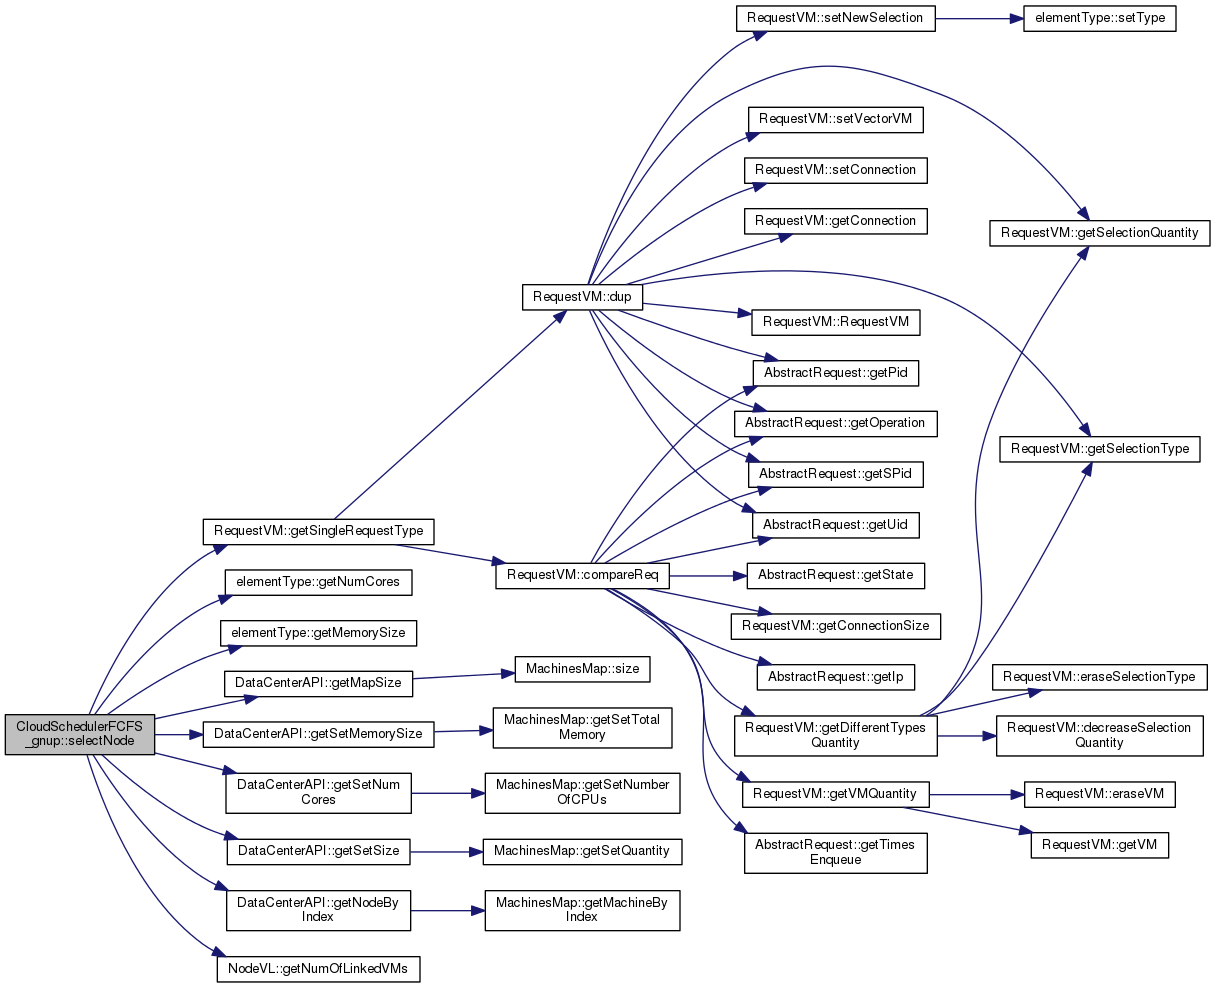 CloudSchedulerFCFS
_gnup::selectNode
RequestVM::getSingleRequestType
elementType::getNumCores
elementType::getMemorySize
DataCenterAPI::getMapSize
DataCenterAPI::getSetMemorySize
DataCenterAPI::getSetNum
Cores
DataCenterAPI::getSetSize
DataCenterAPI::getNodeBy
Index
NodeVL::getNumOfLinkedVMs
RequestVM::dup
RequestVM::compareReq
MachinesMap::size
MachinesMap::getSetTotal
Memory
MachinesMap::getSetNumber
OfCPUs
MachinesMap::getSetQuantity
MachinesMap::getMachineBy
Index
RequestVM::setNewSelection
RequestVM::setVectorVM
RequestVM::setConnection
RequestVM::getConnection
RequestVM::RequestVM
AbstractRequest::getPid
AbstractRequest::getOperation
AbstractRequest::getSPid
AbstractRequest::getUid
AbstractRequest::getState
RequestVM::getConnectionSize
AbstractRequest::getIp
RequestVM::getDifferentTypes
Quantity
RequestVM::getVMQuantity
AbstractRequest::getTimes
Enqueue
elementType::setType
RequestVM::getSelectionQuantity
RequestVM::getSelectionType
RequestVM::eraseSelectionType
RequestVM::decreaseSelection
Quantity
RequestVM::eraseVM
RequestVM::getVM